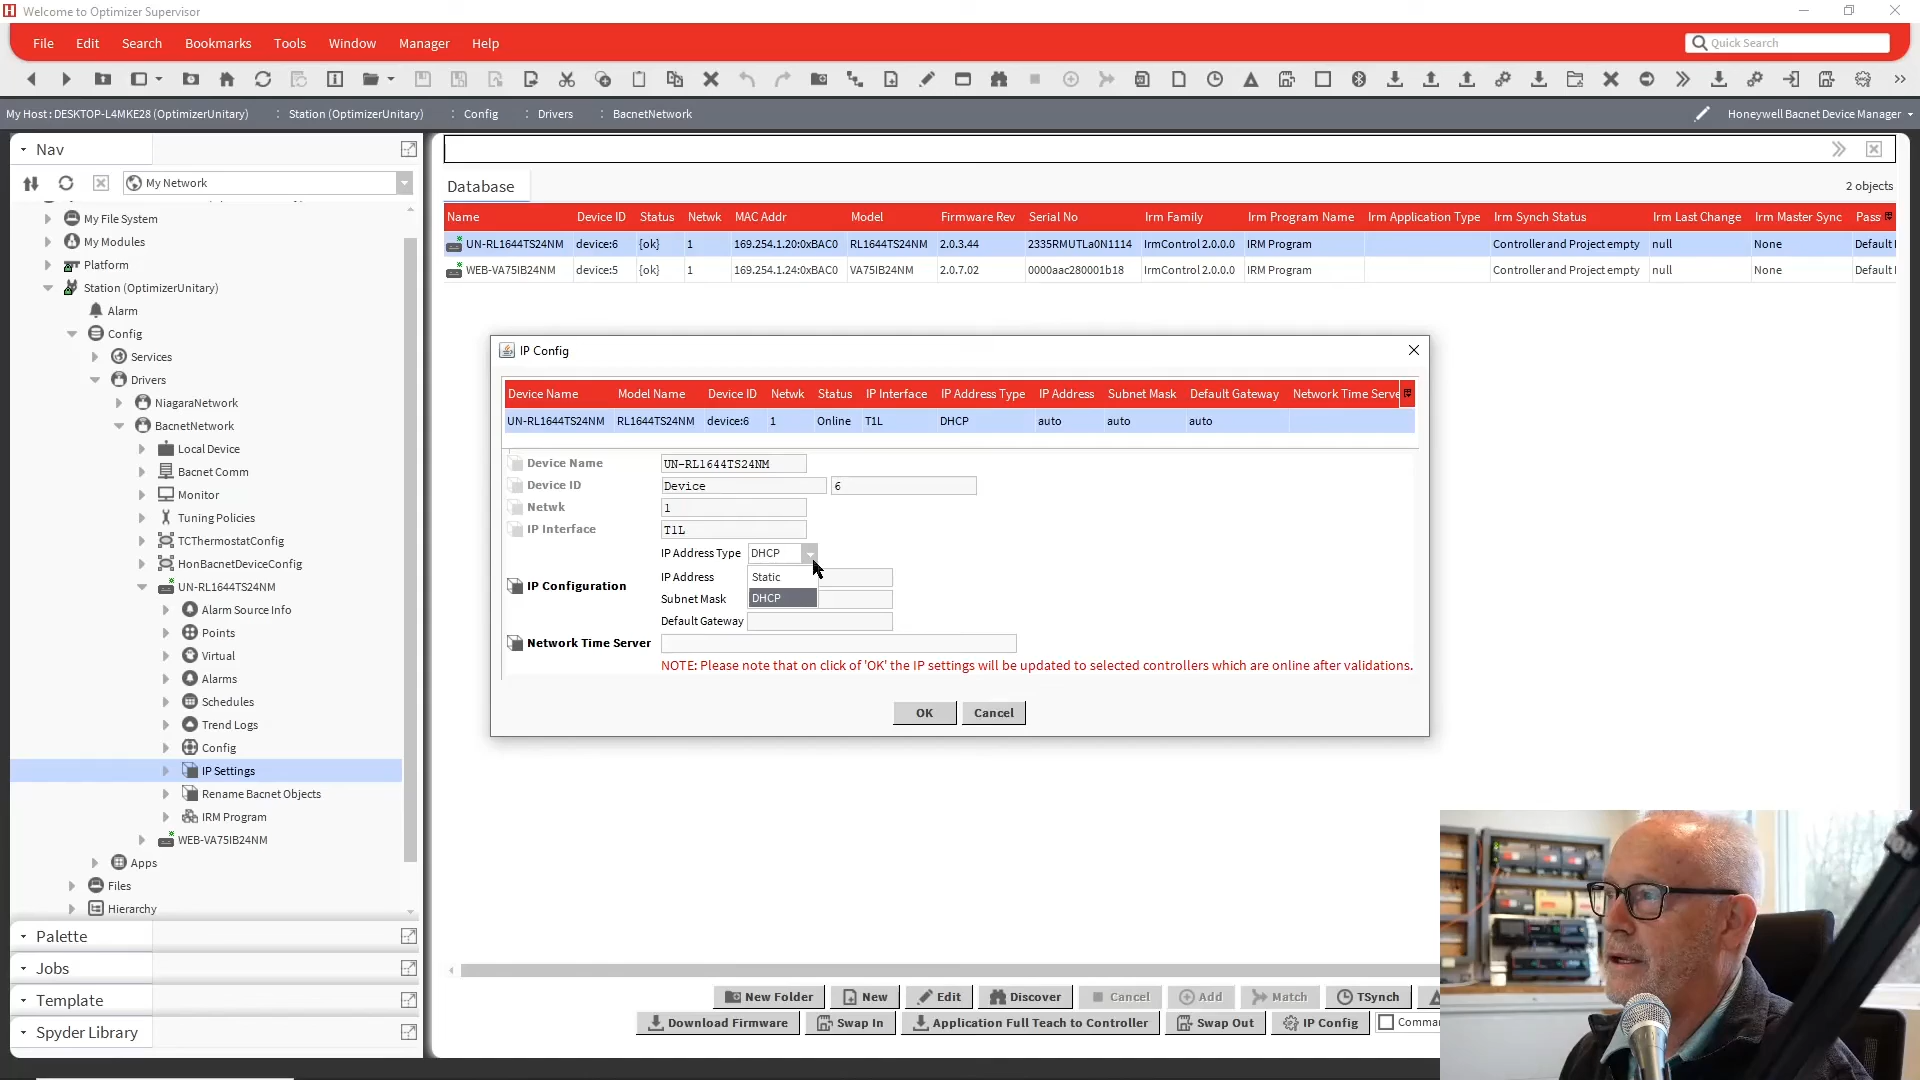 Welcome to Optimizer Supervisor
File Edit Search Bookmarks Tools Window Manager Help
Quick Search
My Host : DESKTOP-L4MKE28 (OptimizerUnitary) : Station (OptimizerUnitary) : Config : Drivers : BacnetNetwork
Honeywell Bacnet Device Manager
Nav
My Network
My File System
My Modules
Platform
Station (OptimizerUnitary)
Alarm
Config
Services
Drivers
NiagaraNetwork
BacnetNetwork
Local Device
Bacnet Comm
Monitor
Tuning Policies
TCThermostatConfig
HonBacnetDeviceConfig
UN-RL1644TS24NM
Alarm Source Info
Points
Virtual
Alarms
Schedules
Trend Logs
Config
IP Settings
Rename Bacnet Objects
IRM Program
WEB-VA75IB24NM
Apps
Files
Hierarchy
Palette
Jobs
Template
Spyder Library
Database
2 objects
Name Device ID Status Netwk MAC Addr Model Firmware Rev Serial No Irm Family Irm Program Name Irm Application Type Irm Synch Status Irm Last Change Irm Master Sync Pass
UN-RL1644TS24NM device:6 {ok} 1 169.254.1.20:0xBAC0 RL1644TS24NM 2.0.3.44 2335RMUTLa0N1114 IrmControl 2.0.0.0 IRM Program Controller and Project empty null None Default
WEB-VA75IB24NM device:5 {ok} 1 169.254.1.24:0xBAC0 VA75IB24NM 2.0.7.02 0000aac280001b18 IrmControl 2.0.0.0 IRM Program Controller and Project empty null None Default
IP Config
Device Name Model Name Device ID Netwk Status IP Interface IP Address Type IP Address Subnet Mask Default Gateway Network Time Serve
UN-RL1644TS24NM RL1644TS24NM device:6 1 Online T1L DHCP auto auto auto
Device Name UN-RL1644TS24NM
Device ID Device 6
Netwk 1
IP Interface T1L
IP Address Type DHCP
IP Address Static
IP Configuration
Subnet Mask DHCP
Default Gateway
Network Time Server
NOTE: Please note that on click of 'OK' the IP settings will be updated to selected controllers which are online after validations.
OK Cancel
New Folder New Edit Discover Cancel Add Match TSynch
Download Firmware Swap In Application Full Teach to Controller Swap Out IP Config Comma